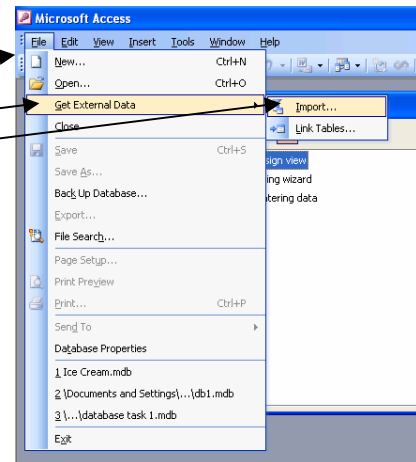 Microsoft Access
File Edit View Insert Tools Window Help
New... Ctrl+N
Open... Ctrl+O
Get External Data
Import...
Link Tables...
Close
Save Ctrl+S
Save As...
Back Up Database...
Export...
File Search...
Page Setup...
Print Preview
Print... Ctrl+P
Send To
Database Properties
1 Ice Cream.mdb
2 \Documents and Settings\...\db1.mdb
3 \...\database task 1.mdb
Exit
sign view
ing wizard
tering data